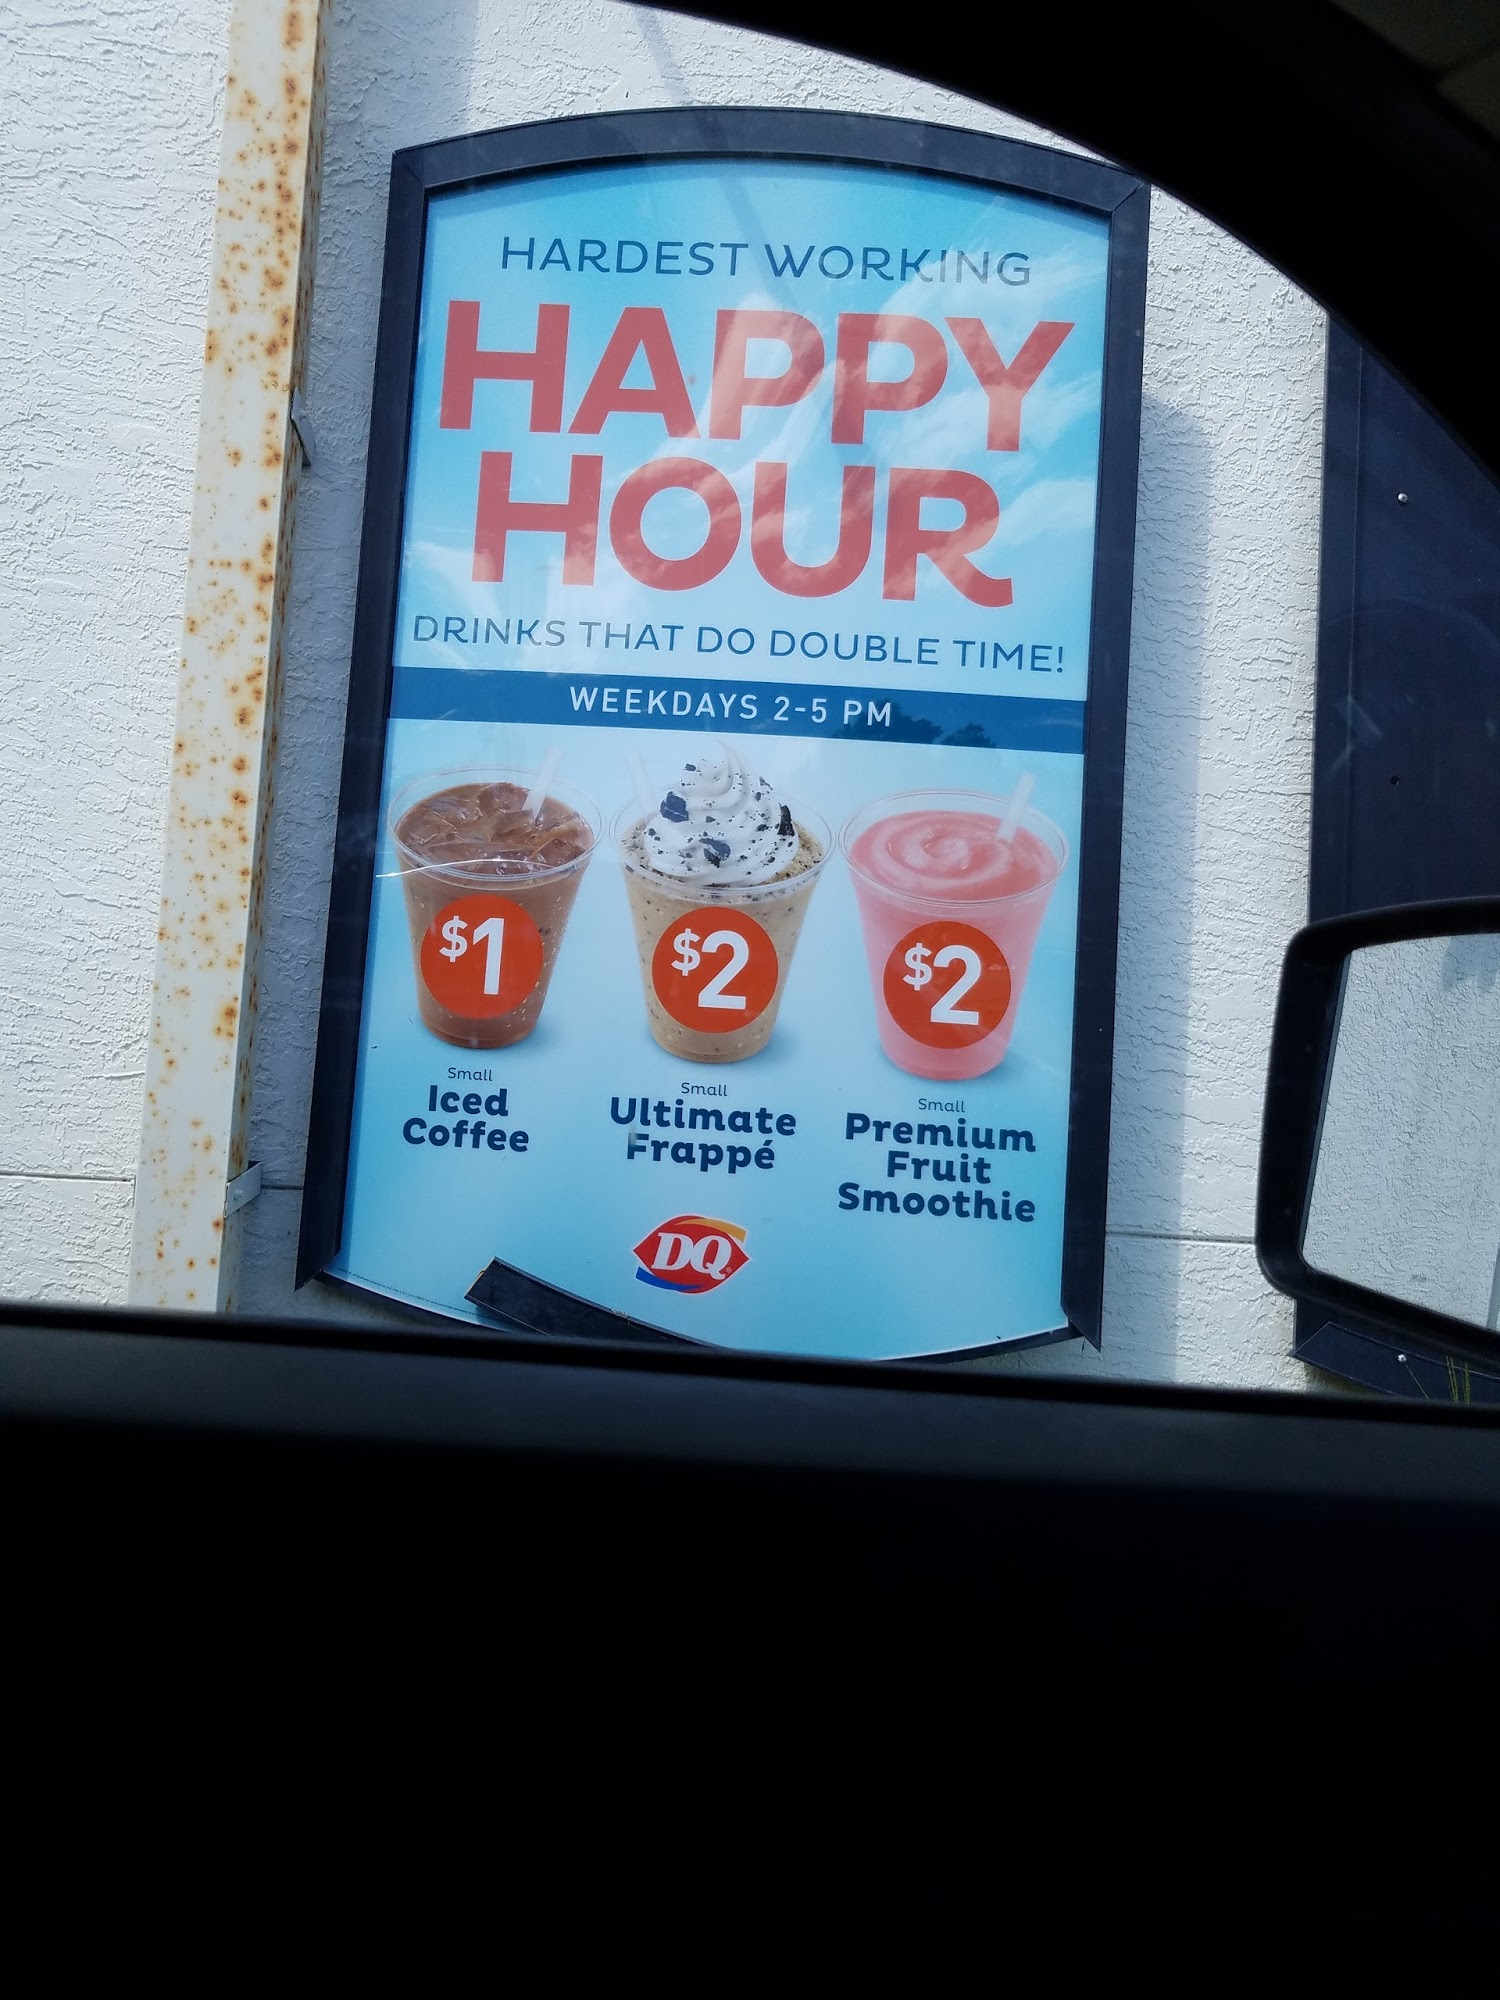 HARDEST WORKING
HAPPY
HOUR
DRINKS THAT DO DOUBLE TIME!
WEEKDAYS 2-5 PM
$1 $2 $2
Small
Iced
Coffee
Small
Ultimate
Frappé
Small
Premium
Fruit
Smoothie
DQ